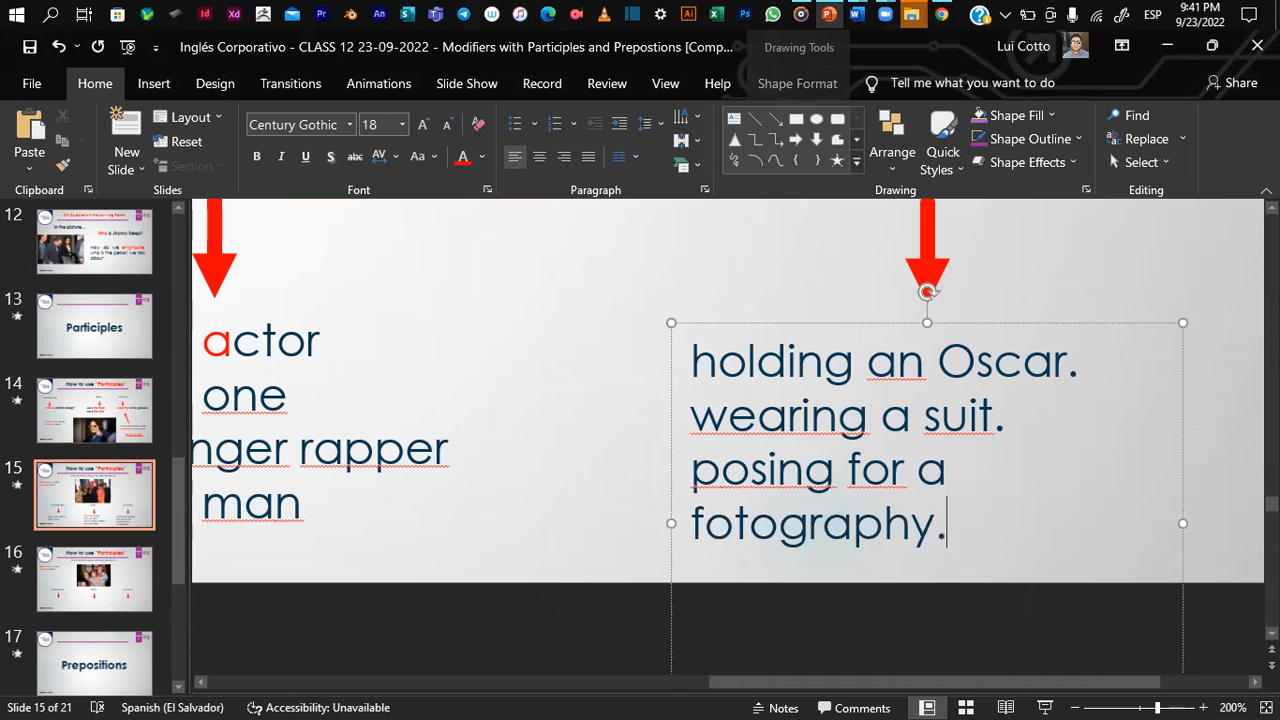 9:41 PM
ESP
9/23/2022
Inglés Corporativo - CLASS 12 23-09-2022 - Modifiers with Participles and Prepostions [Comp...
Drawing Tools
Lui Cotto
File
Home
Insert
Design
Transitions
Animations
Slide Show
Record
Review
View
Help
Shape Format
Tell me what you want to do
Share
Paste
New
Slide
Layout
Reset
Section
Century Gothic
18
Arrange
Quick
Styles
Shape Fill
Shape Outline
Shape Effects
Find
Replace
Select
Clipboard
Slides
Font
Paragraph
Drawing
Editing
12
In the picture...
13
Participles
14
How to use "Participles"
15
How to use "Participles"
16
How to use "Participles"
17
Prepositions
actor
one
nger rapper
man
holding an Oscar.
wearing a suit.
posing for a
fotography.
Slide 15 of 21
Spanish (El Salvador)
Accessibility: Unavailable
Notes
Comments
200%